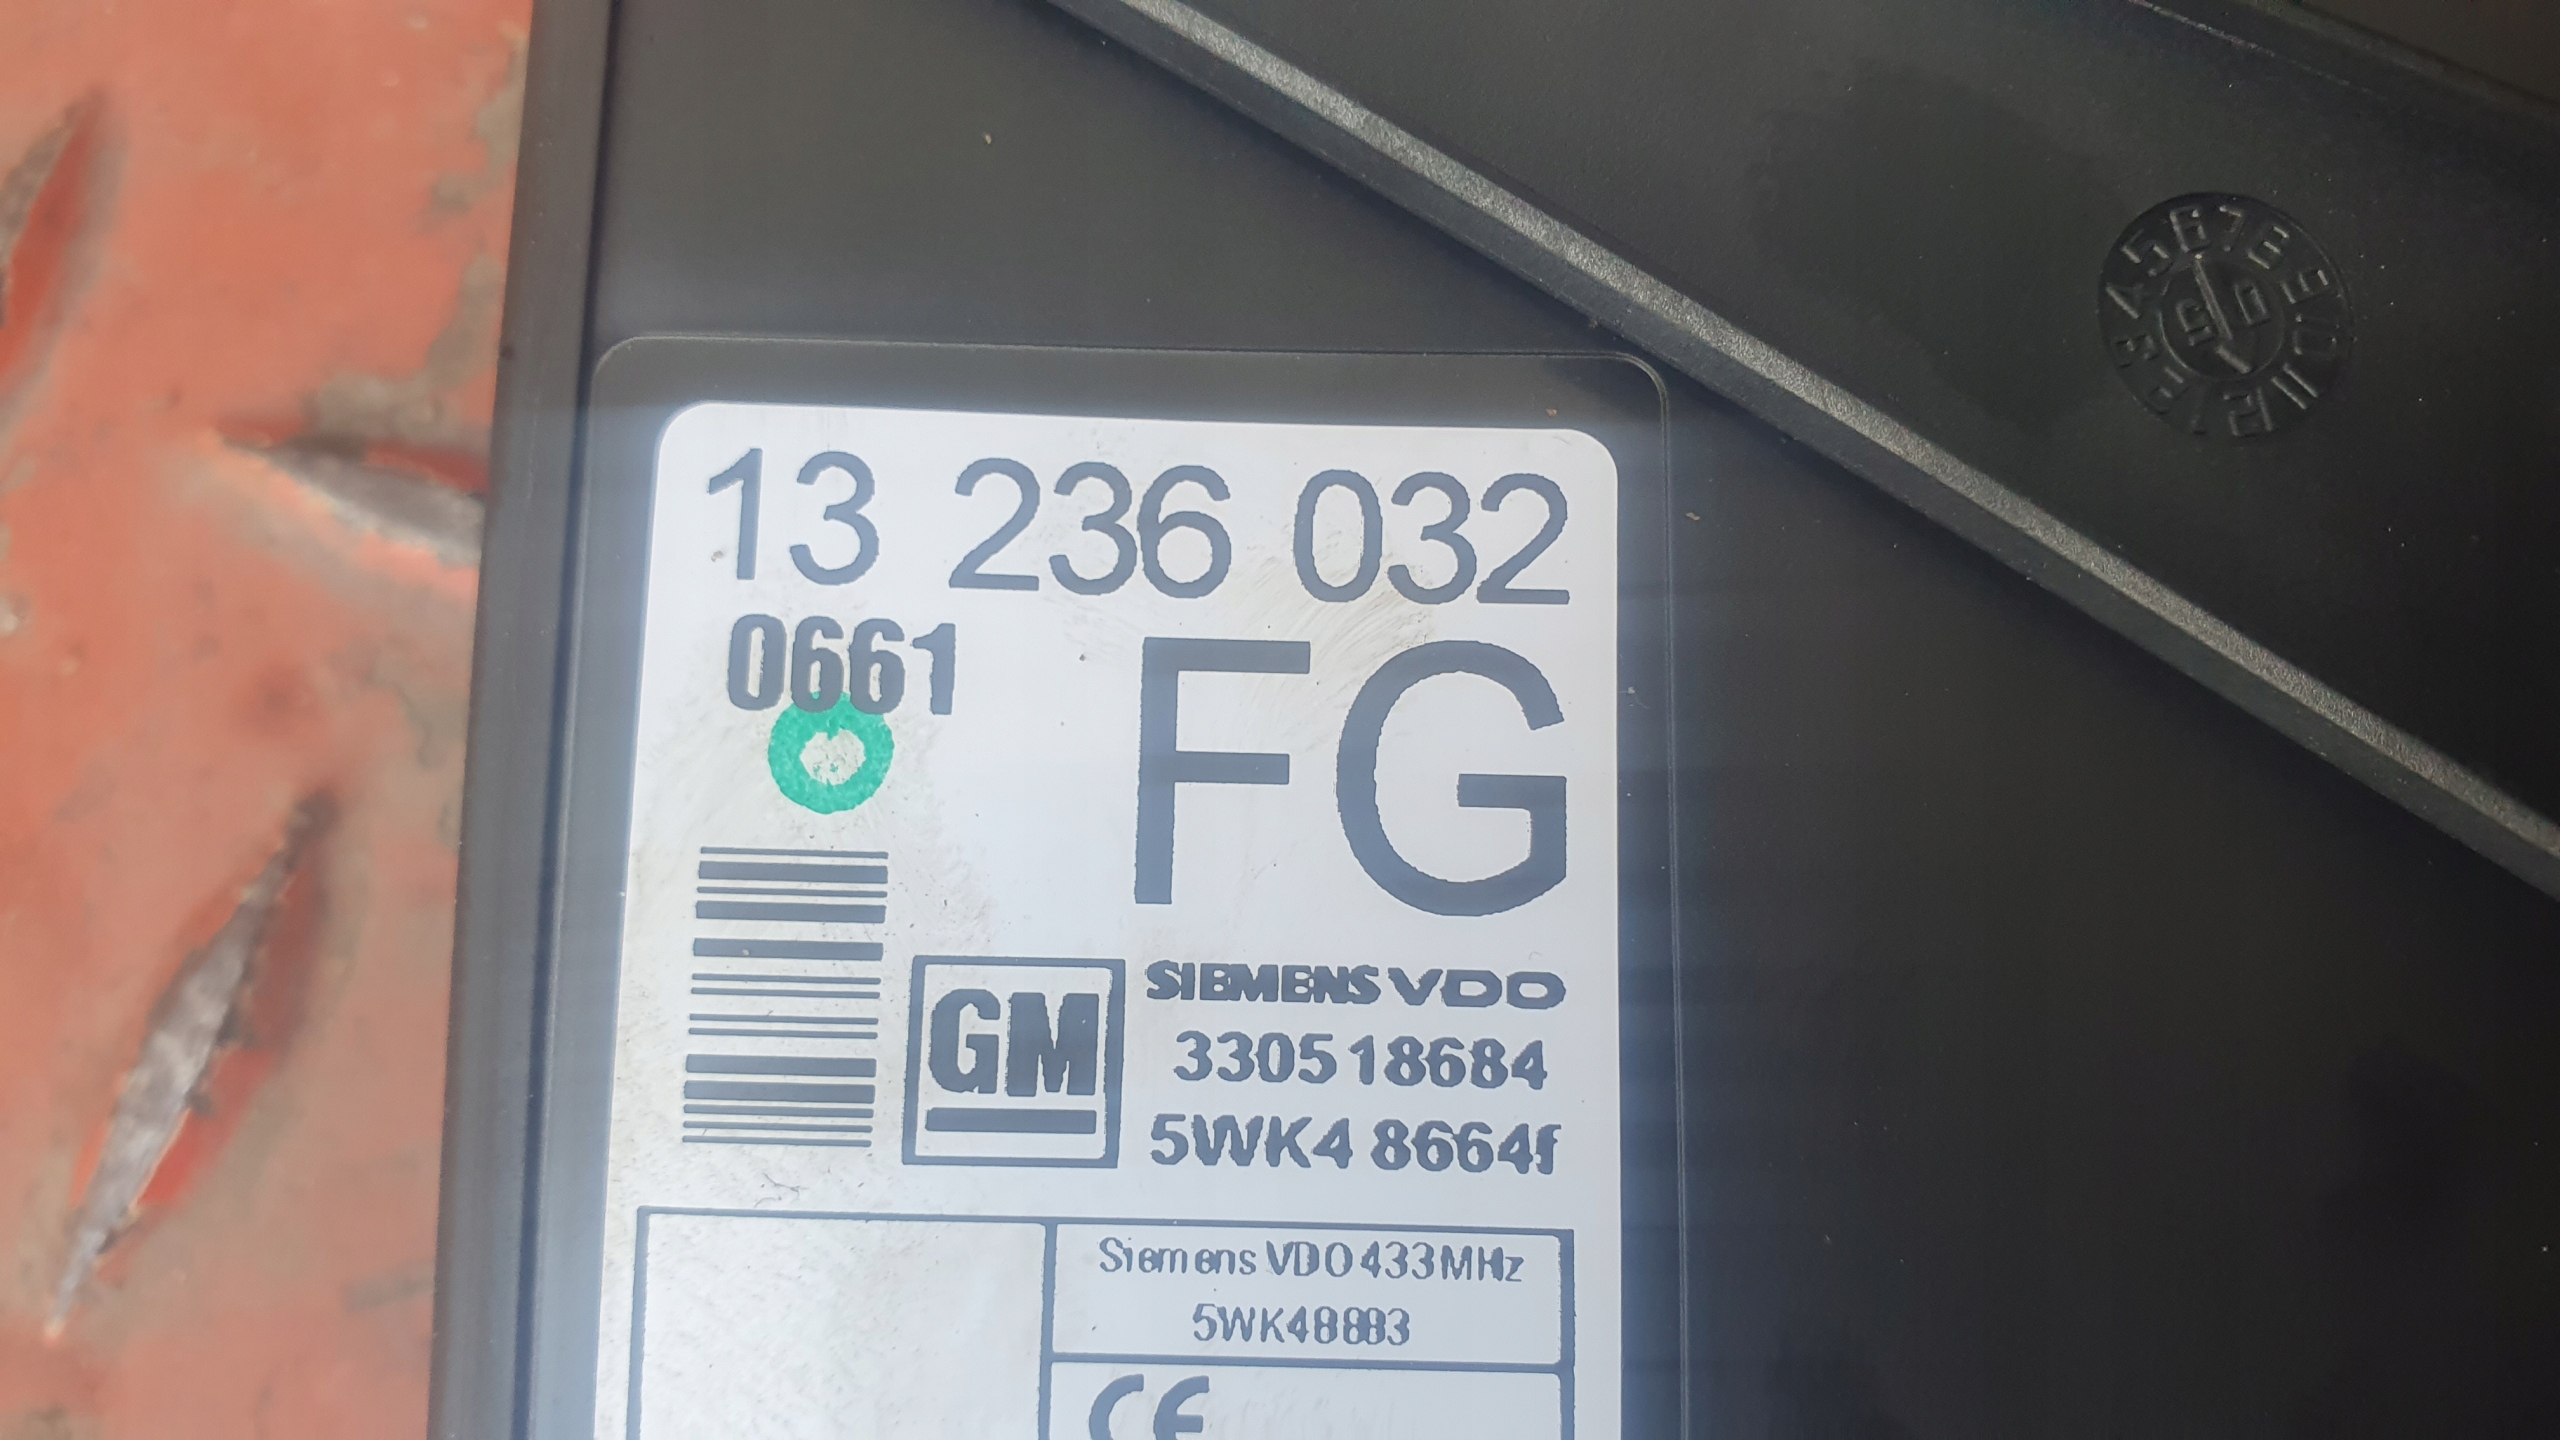 13 236 032
0661
FG
GM
SIEMENS VDO
330518684
5WK4 8664f
Siemens VDO 433MHz
5WK48883
CE